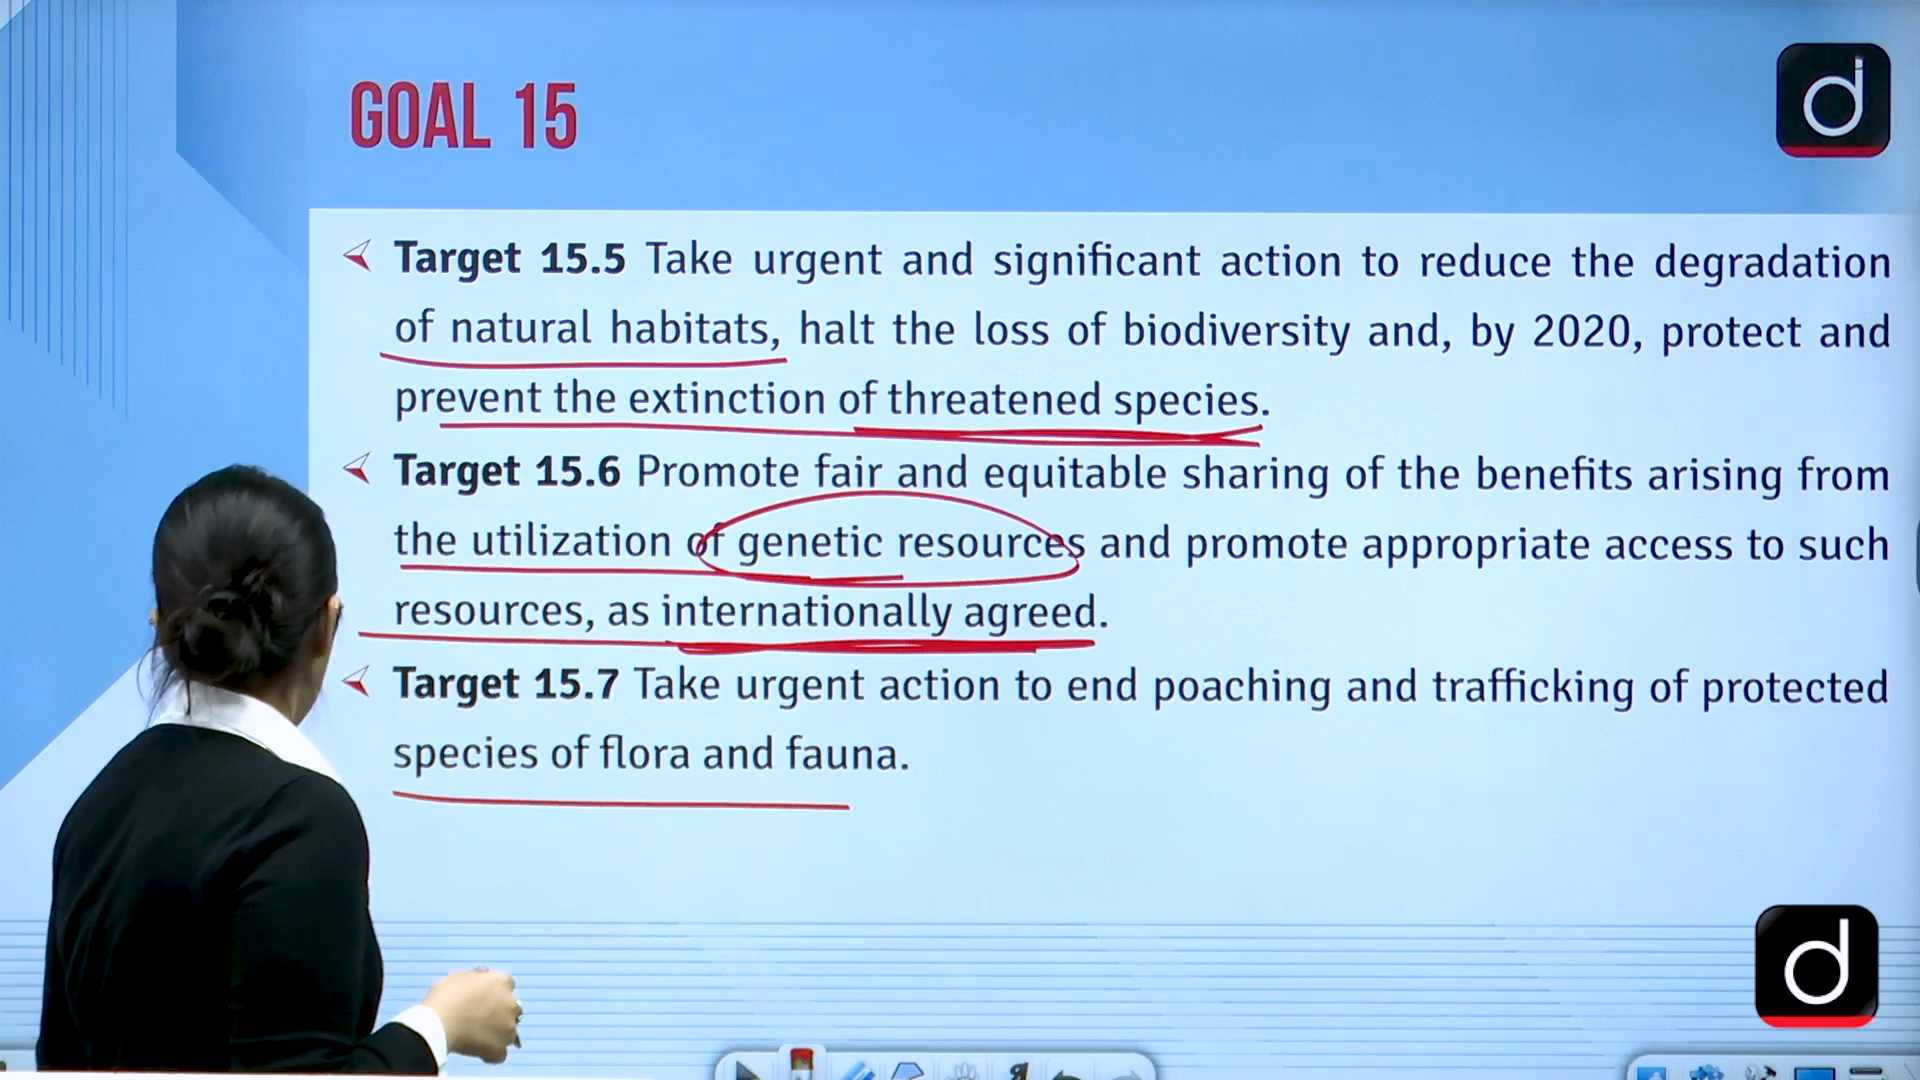 GOAL 15
d
Target 15.5 Take urgent and significant action to reduce the degradation
of natural habitats, halt the loss of biodiversity and, by 2020, protect and
prevent the extinction of threatened species.
Target 15.6 Promote fair and equitable sharing of the benefits arising from
the utilization of genetic resources and promote appropriate access to such
resources, as internationally agreed.
Target 15.7 Take urgent action to end poaching and trafficking of protected
species of flora and fauna.
d